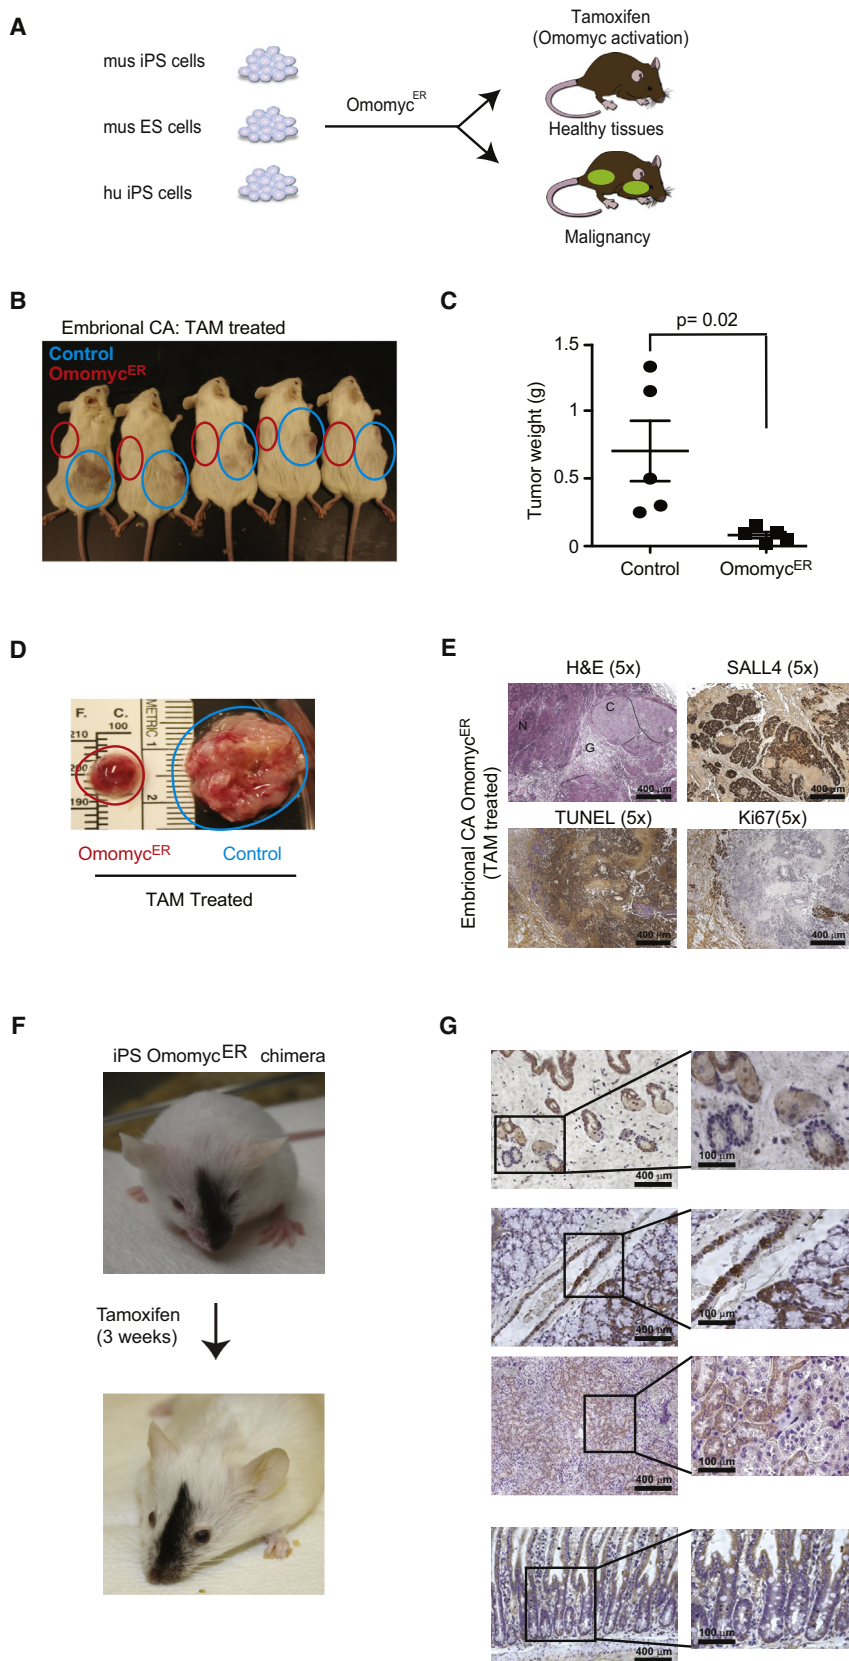 A
mus iPS cells
mus ES cells
hu iPS cells
Omomyc^ER
Tamoxifen
(Omomyc activation)
Healthy tissues
Malignancy
B
Embrional CA: TAM treated
Control
Omomyc^ER
C
p= 0.02
Tumor weight (g)
1.5
1
0.5
0
Control
Omomyc^ER
D
F.
C.
100
210
200
190
METRIC 1
2
Omomyc^ER
Control
TAM Treated
E
Embrional CA Omomyc^ER
(TAM treated)
H&E (5x)
N
C
G
400 µm
SALL4 (5x)
400 µm
TUNEL (5x)
400 µm
Ki67(5x)
400 µm
F
iPS Omomyc^ER chimera
Tamoxifen
(3 weeks)
G
400 µm
100 µm
400 µm
100 µm
400 µm
100 µm
400 µm
100 µm